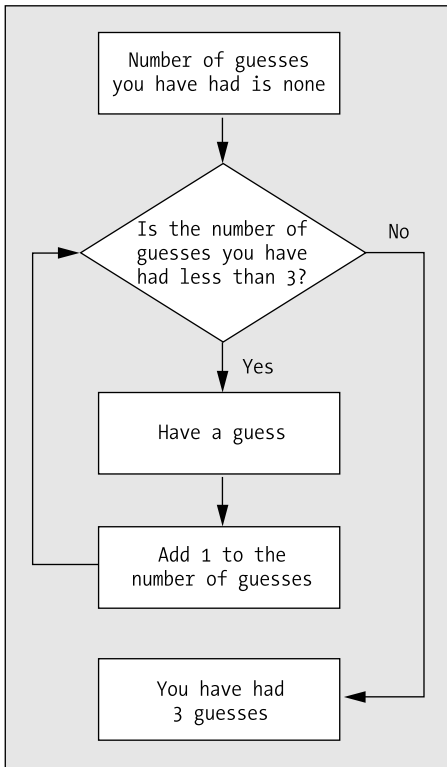 Number of guesses
you have had is none
Is the number of
guesses you have
had less than 3?
No
Yes
Have a guess
Add 1 to the
number of guesses
You have had
3 guesses